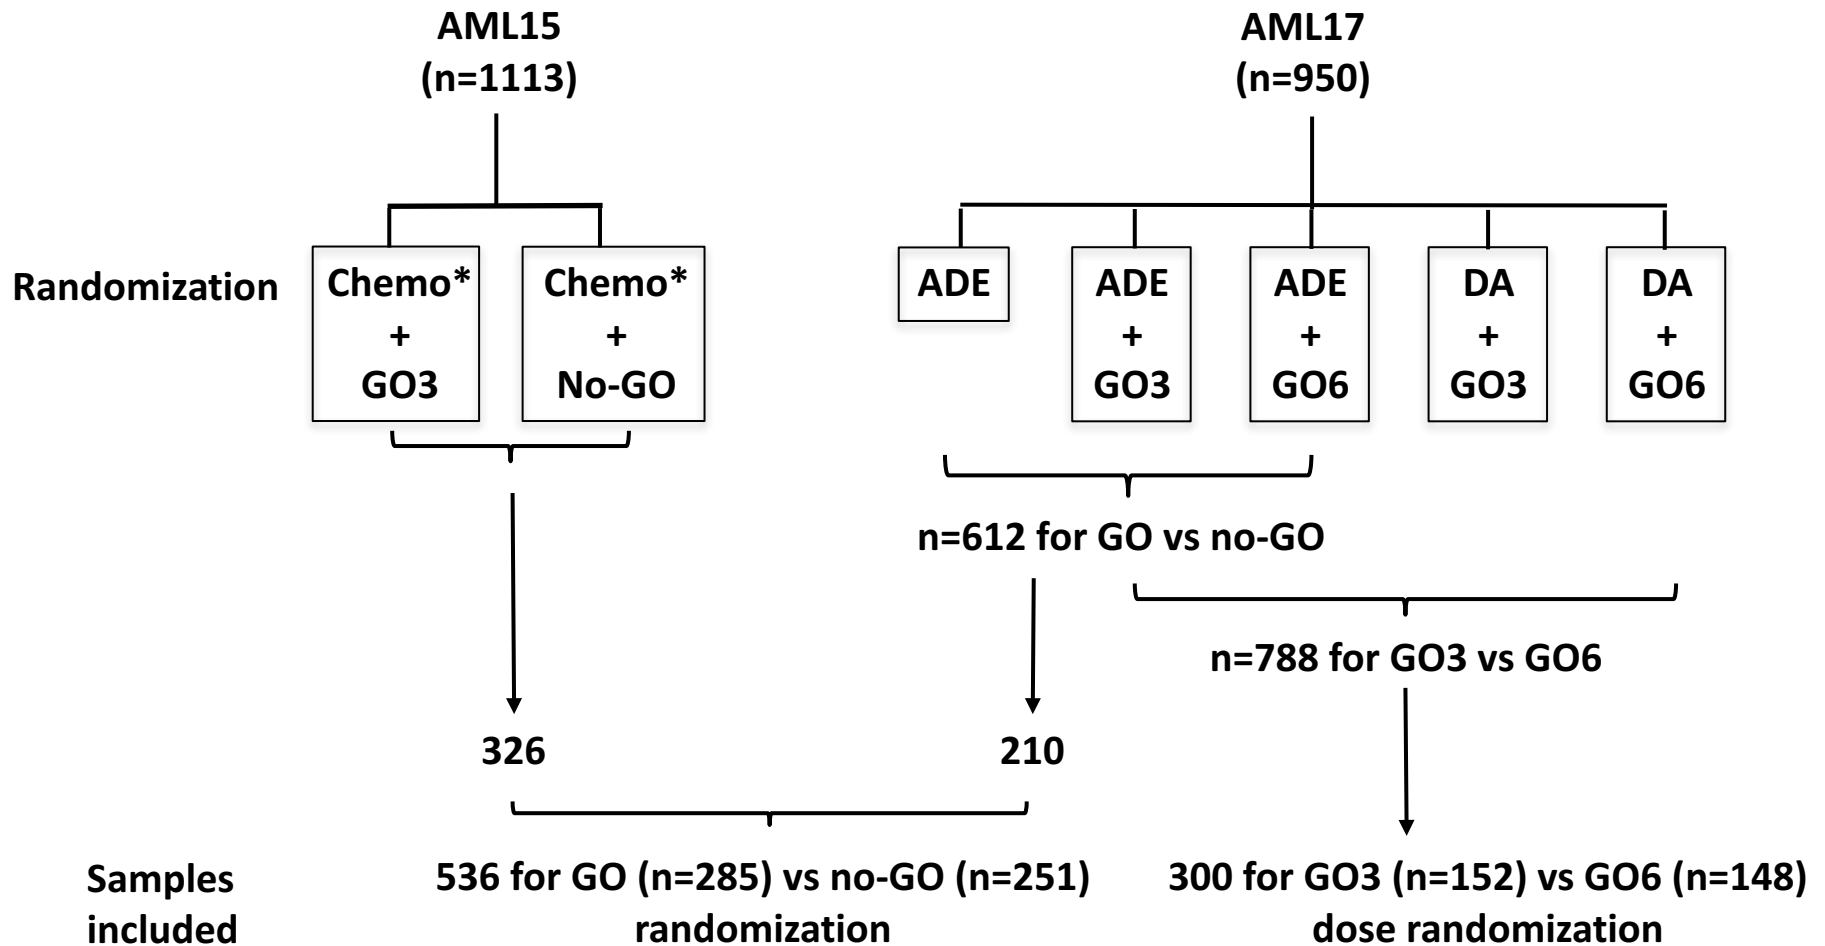 AML15
(n=1113)
AML17
(n=950)
Randomization
Chemo*
+
GO3
Chemo*
+
No-GO
ADE
ADE
+
GO3
ADE
+
GO6
DA
+
GO3
DA
+
GO6
n=612 for GO vs no-GO
n=788 for GO3 vs GO6
326
210
Samples
included
536 for GO (n=285) vs no-GO (n=251)
randomization
300 for GO3 (n=152) vs GO6 (n=148)
dose randomization